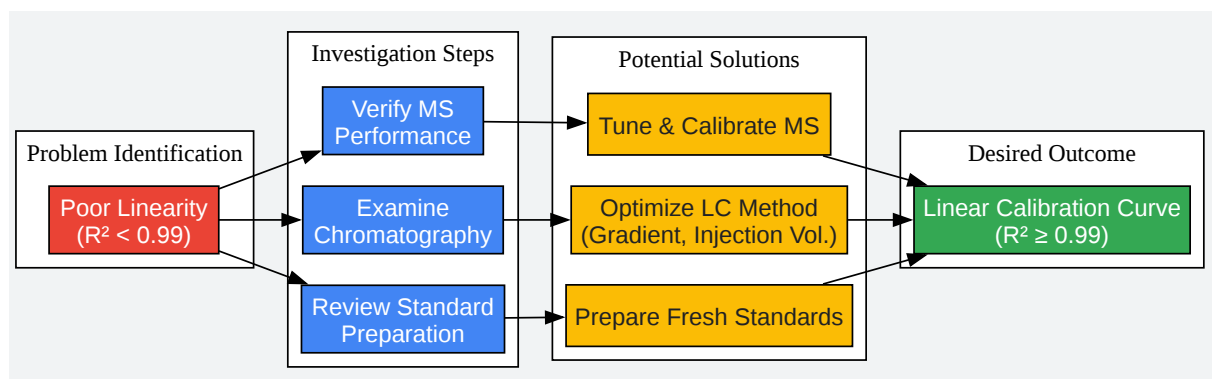 Problem Identification
Poor Linearity
(R² < 0.99)
Investigation Steps
Verify MS
Performance
Examine
Chromatography
Review Standard
Preparation
Potential Solutions
Tune & Calibrate MS
Optimize LC Method
(Gradient, Injection Vol.)
Prepare Fresh Standards
Desired Outcome
Linear Calibration Curve
(R² ≥ 0.99)